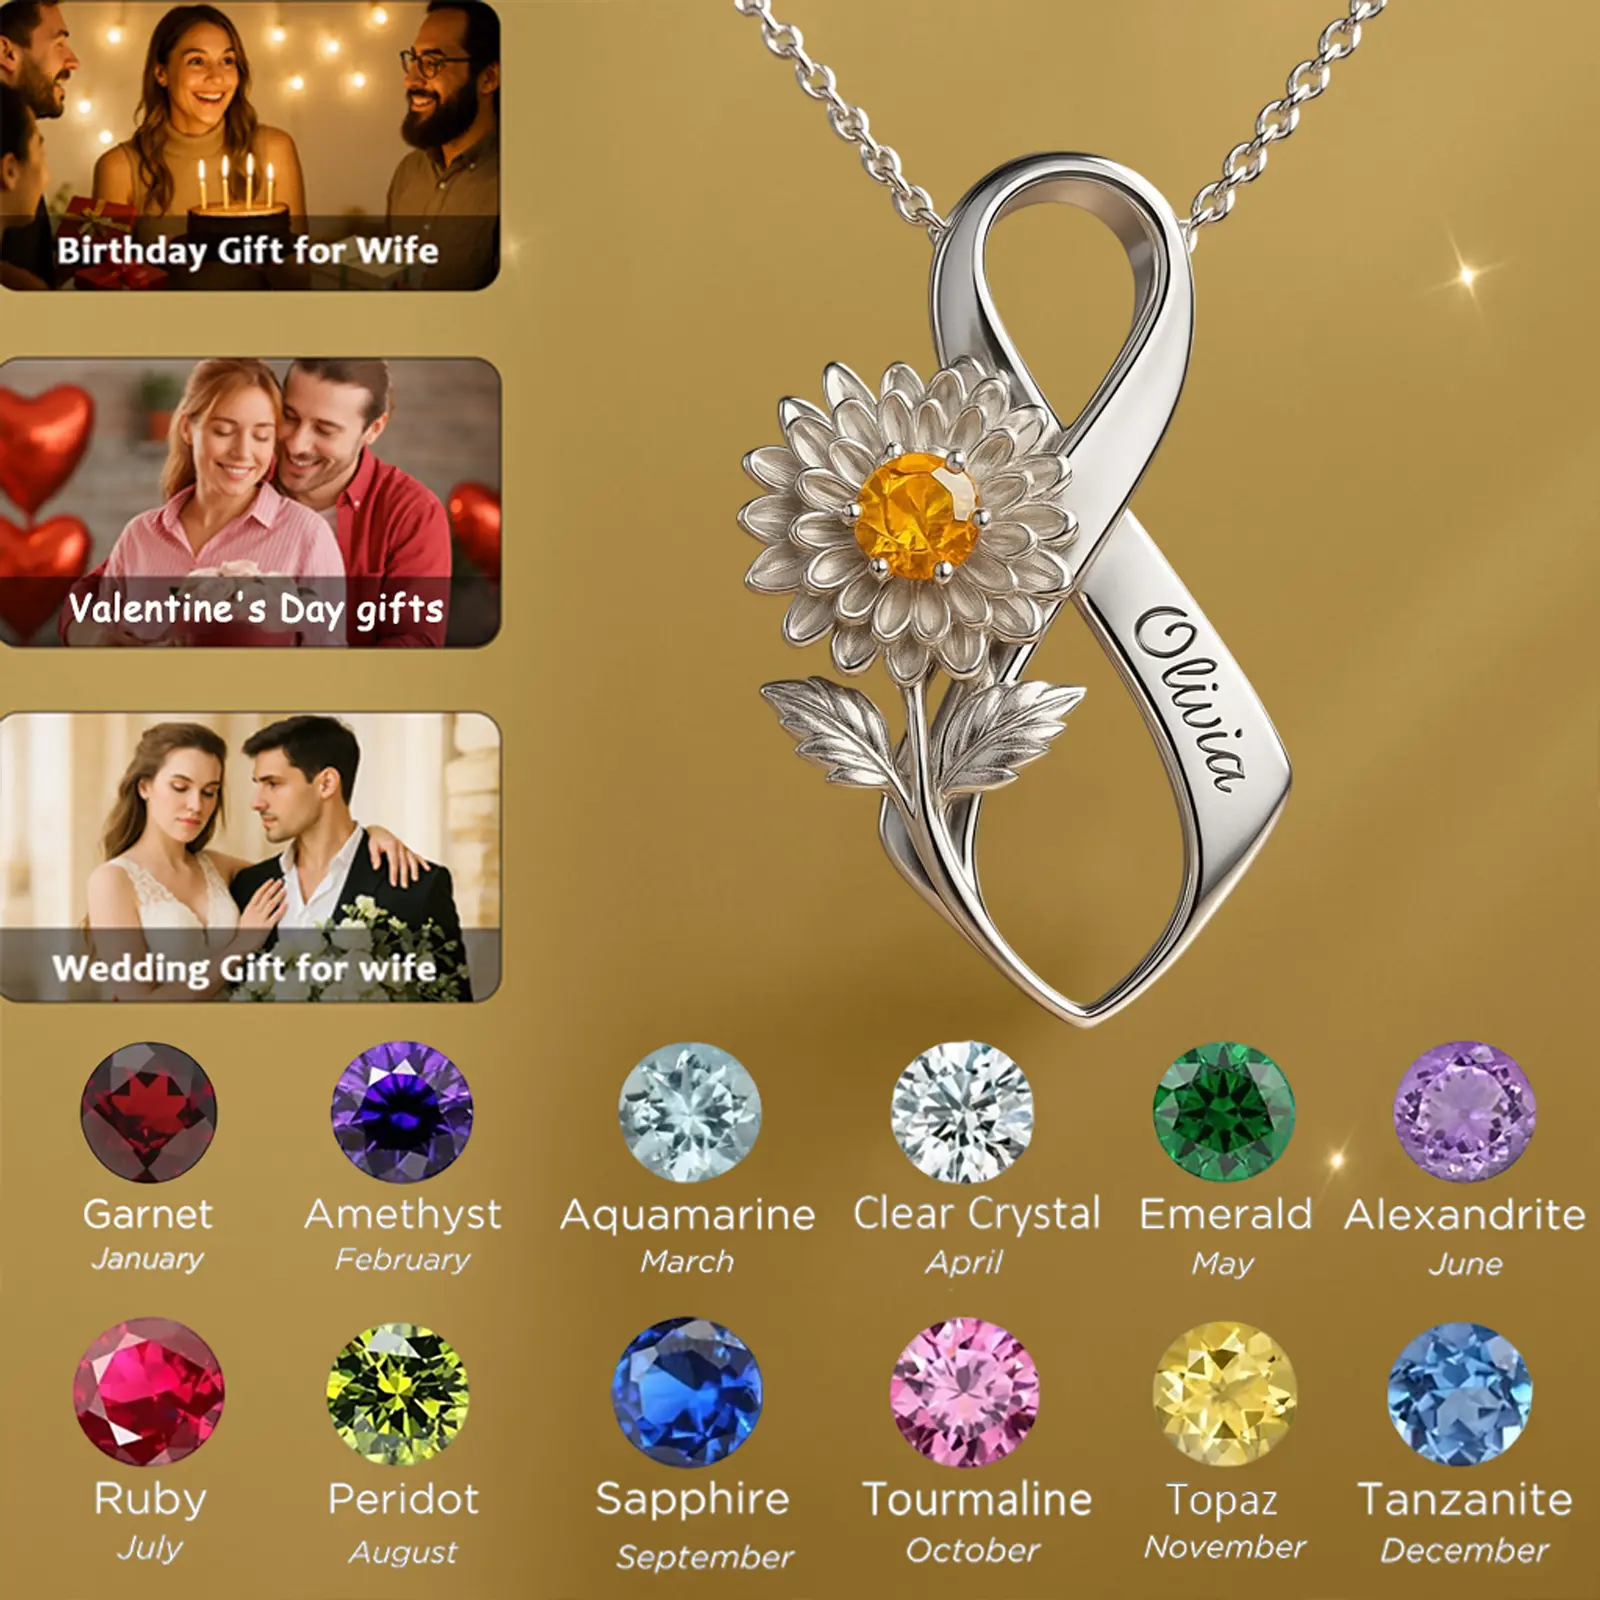 Birthday Gift for Wife
Valentine's Day gifts
Olivia
Wedding Gift for wife
Garnet
January
Amethyst
February
Aquamarine
March
Clear Crystal
April
Emerald
May
Alexandrite
June
Ruby
July
Peridot
August
Sapphire
September
Tourmaline
October
Topaz
November
Tanzanite
December